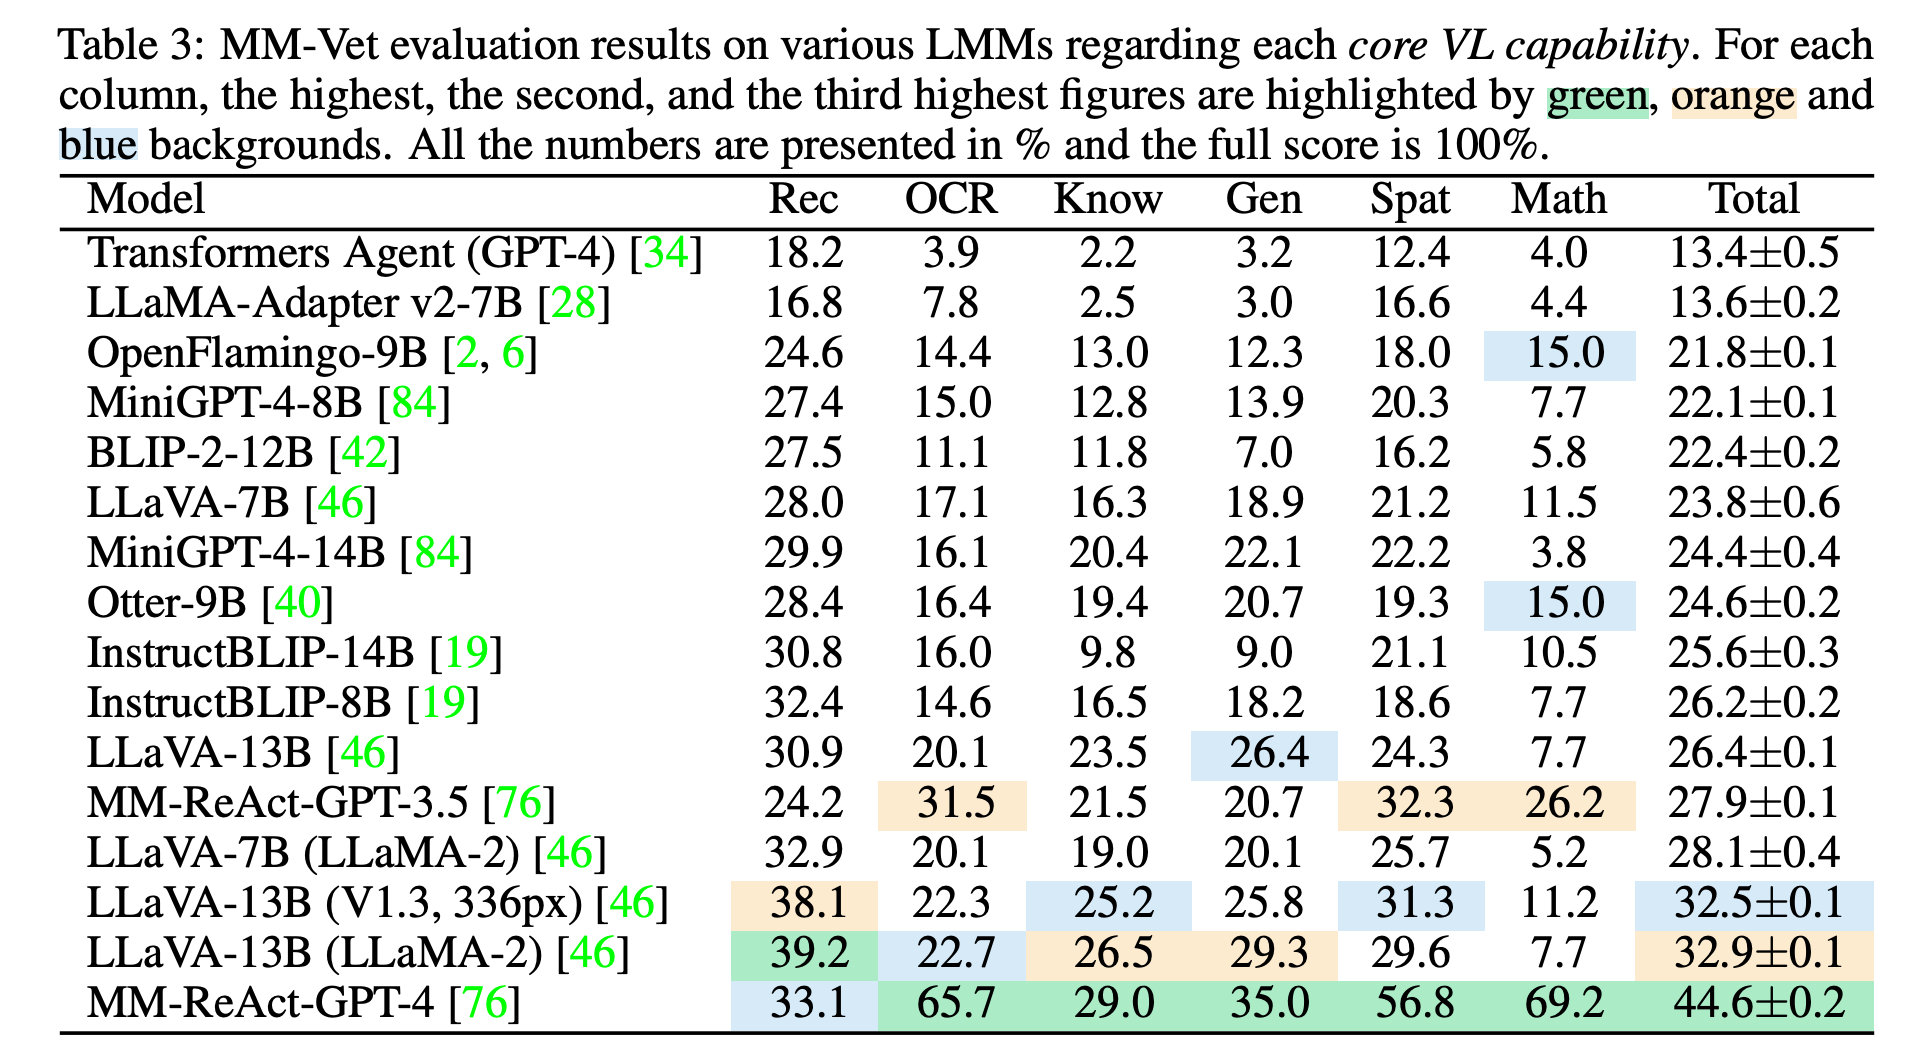 Table 3: MM-Vet evaluation results on various LMMs regarding each core VL capability. For each
column, the highest, the second, and the third highest figures are highlighted by green, orange and
blue backgrounds. All the numbers are presented in % and the full score is 100%.
Model Rec OCR Know Gen Spat Math Total
Transformers Agent (GPT-4) [34] 18.2 3.9 2.2 3.2 12.4 4.0 13.4±0.5
LLaMA-Adapter v2-7B [28] 16.8 7.8 2.5 3.0 16.6 4.4 13.6±0.2
OpenFlamingo-9B [2, 6] 24.6 14.4 13.0 12.3 18.0 15.0 21.8±0.1
MiniGPT-4-8B [84] 27.4 15.0 12.8 13.9 20.3 7.7 22.1±0.1
BLIP-2-12B [42] 27.5 11.1 11.8 7.0 16.2 5.8 22.4±0.2
LLaVA-7B [46] 28.0 17.1 16.3 18.9 21.2 11.5 23.8±0.6
MiniGPT-4-14B [84] 29.9 16.1 20.4 22.1 22.2 3.8 24.4±0.4
Otter-9B [40] 28.4 16.4 19.4 20.7 19.3 15.0 24.6±0.2
InstructBLIP-14B [19] 30.8 16.0 9.8 9.0 21.1 10.5 25.6±0.3
InstructBLIP-8B [19] 32.4 14.6 16.5 18.2 18.6 7.7 26.2±0.2
LLaVA-13B [46] 30.9 20.1 23.5 26.4 24.3 7.7 26.4±0.1
MM-ReAct-GPT-3.5 [76] 24.2 31.5 21.5 20.7 32.3 26.2 27.9±0.1
LLaVA-7B (LLaMA-2) [46] 32.9 20.1 19.0 20.1 25.7 5.2 28.1±0.4
LLaVA-13B (V1.3, 336px) [46] 38.1 22.3 25.2 25.8 31.3 11.2 32.5±0.1
LLaVA-13B (LLaMA-2) [46] 39.2 22.7 26.5 29.3 29.6 7.7 32.9±0.1
MM-ReAct-GPT-4 [76] 33.1 65.7 29.0 35.0 56.8 69.2 44.6±0.2